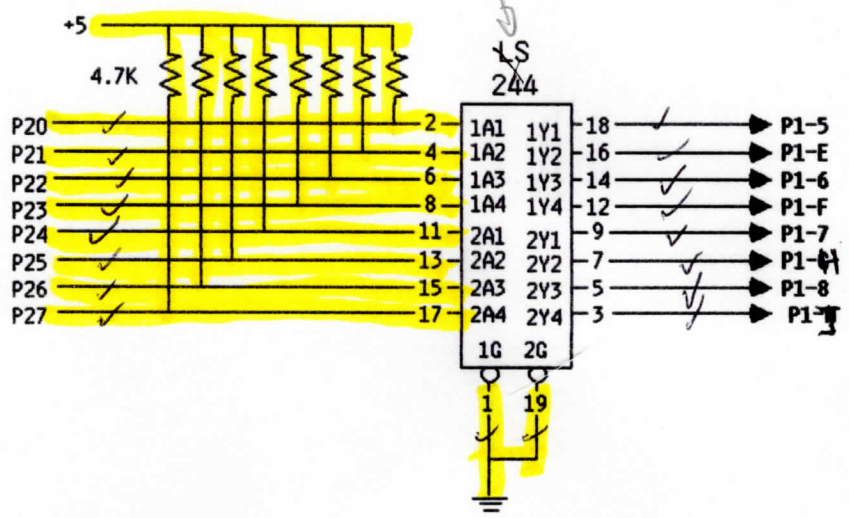 +5
4.7K
LS
244
P20 2 1A1 1Y1 18 P1-5
P21 4 1A2 1Y2 16 P1-E
P22 6 1A3 1Y3 14 P1-6
P23 8 1A4 1Y4 12 P1-F
P24 11 2A1 2Y1 9 P1-7
P25 13 2A2 2Y2 7 P1-H
P26 15 2A3 2Y3 5 P1-8
P27 17 2A4 2Y4 3 P1-J
1G 2G
1 19